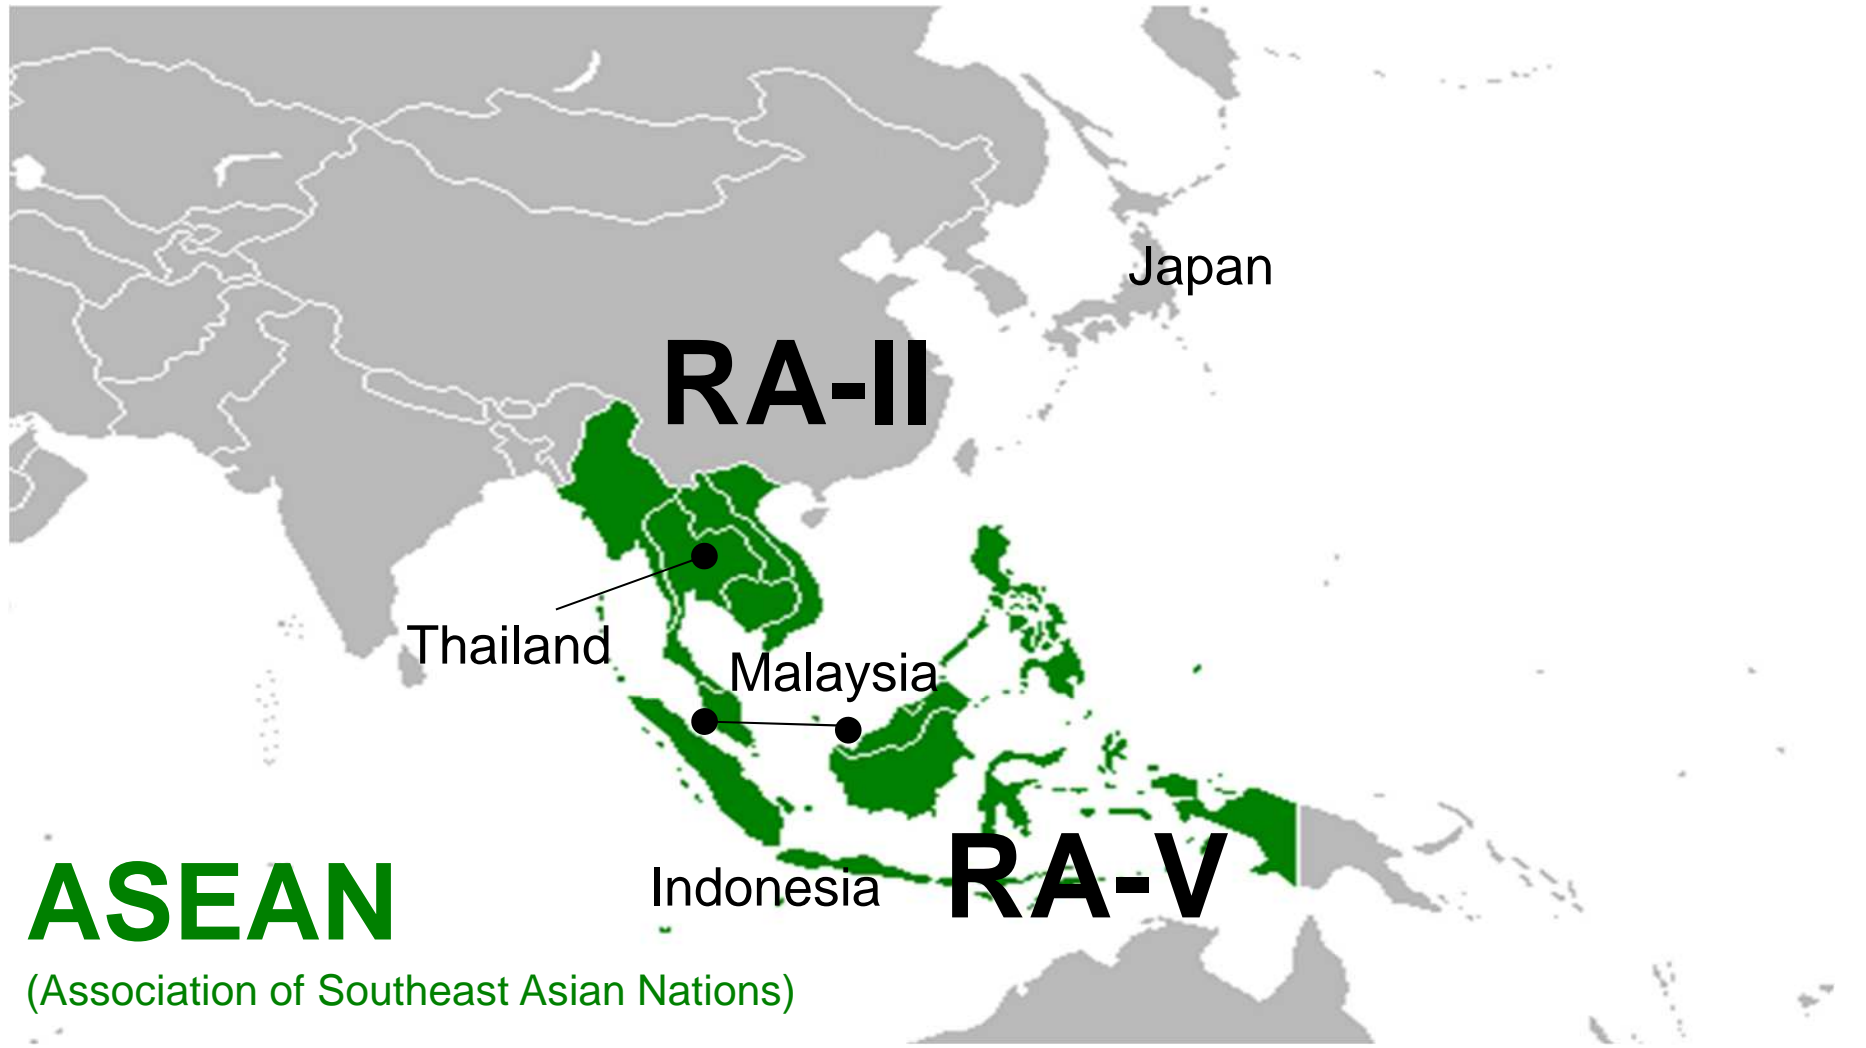 Japan
RA-II
Thailand
Malaysia
Indonesia
RA-V
ASEAN
(Association of Southeast Asian Nations)